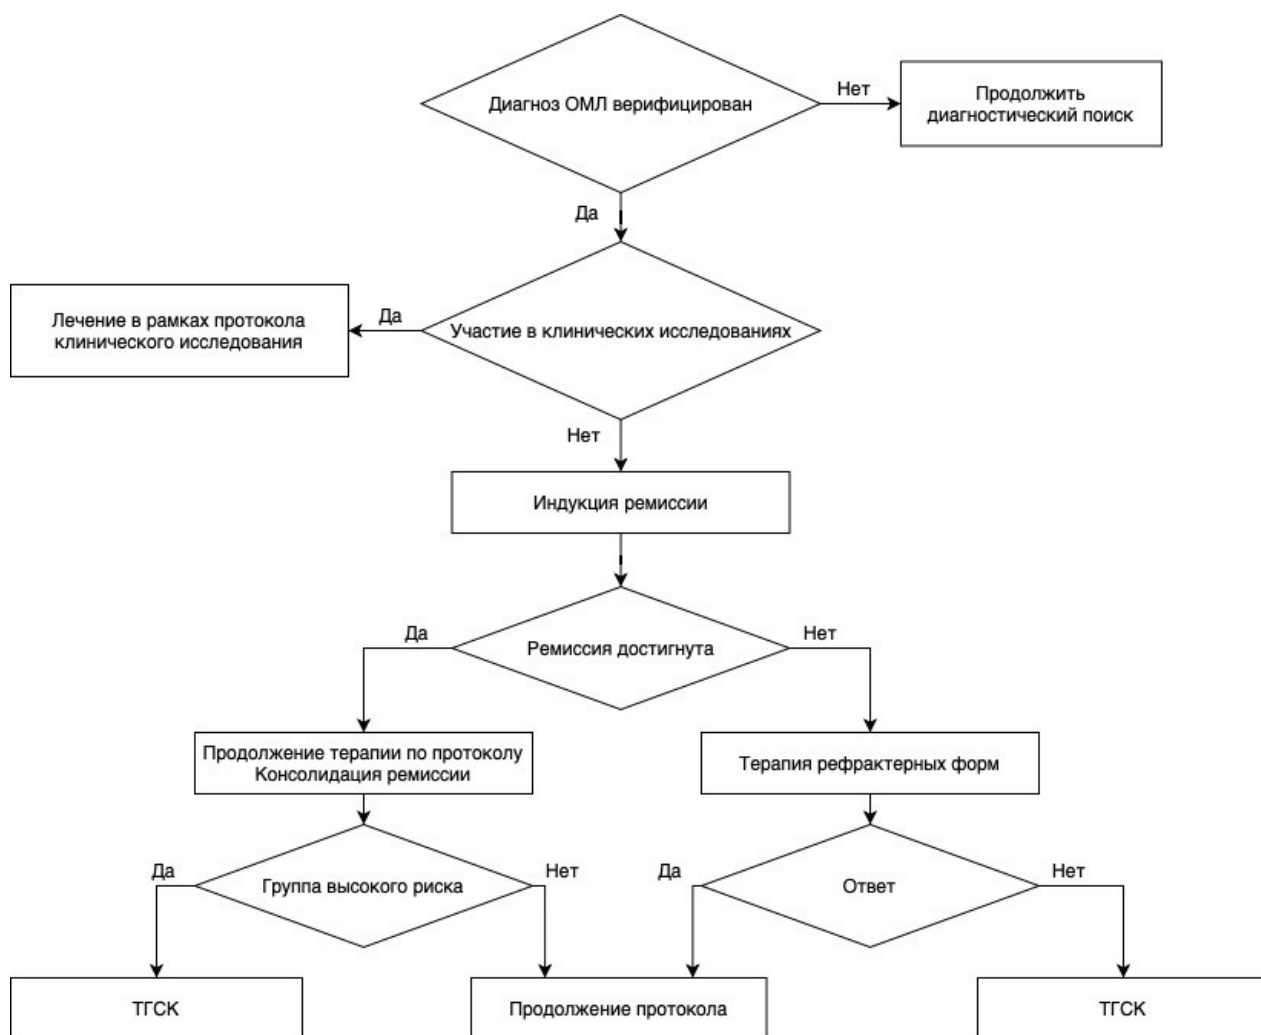 Диагноз ОМЛ верифицирован
Нет
Продолжить
диагностический поиск
Да
Лечение в рамках протокола
клинического исследования
Да
Участие в клинических исследованиях
Нет
Индукция ремиссии
Да
Ремиссия достигнута
Нет
Продолжение терапии по протоколу
Консолидация ремиссии
Терапия рефрактерных форм
Да
Группа высокого риска
Нет
Да
Ответ
Нет
ТГСК
Продолжение протокола
ТГСК